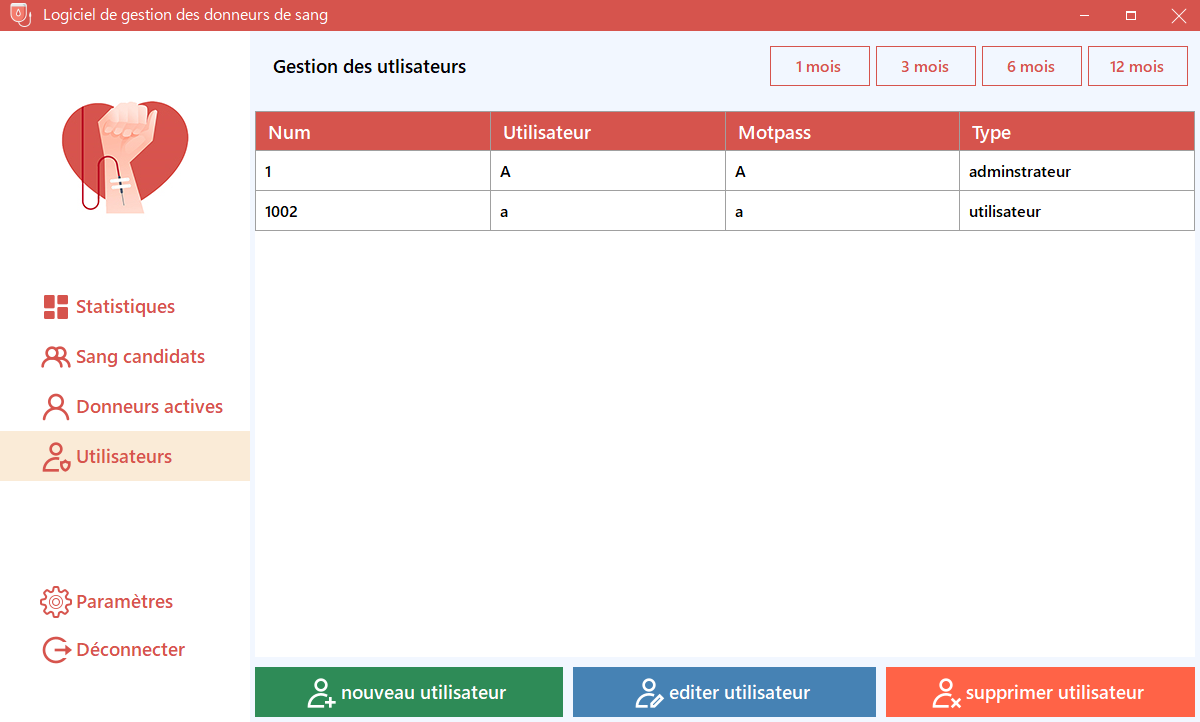 Logiciel de gestion des donneurs de sang
Gestion des utlisateurs
1 mois
3 mois
6 mois
12 mois
Num Utilisateur Motpass Type
1 A A adminstrateur
1002 a a utilisateur
Statistiques
Sang candidats
Donneurs actives
Utilisateurs
Paramètres
Déconnecter
nouveau utilisateur
editer utilisateur
supprimer utilisateur